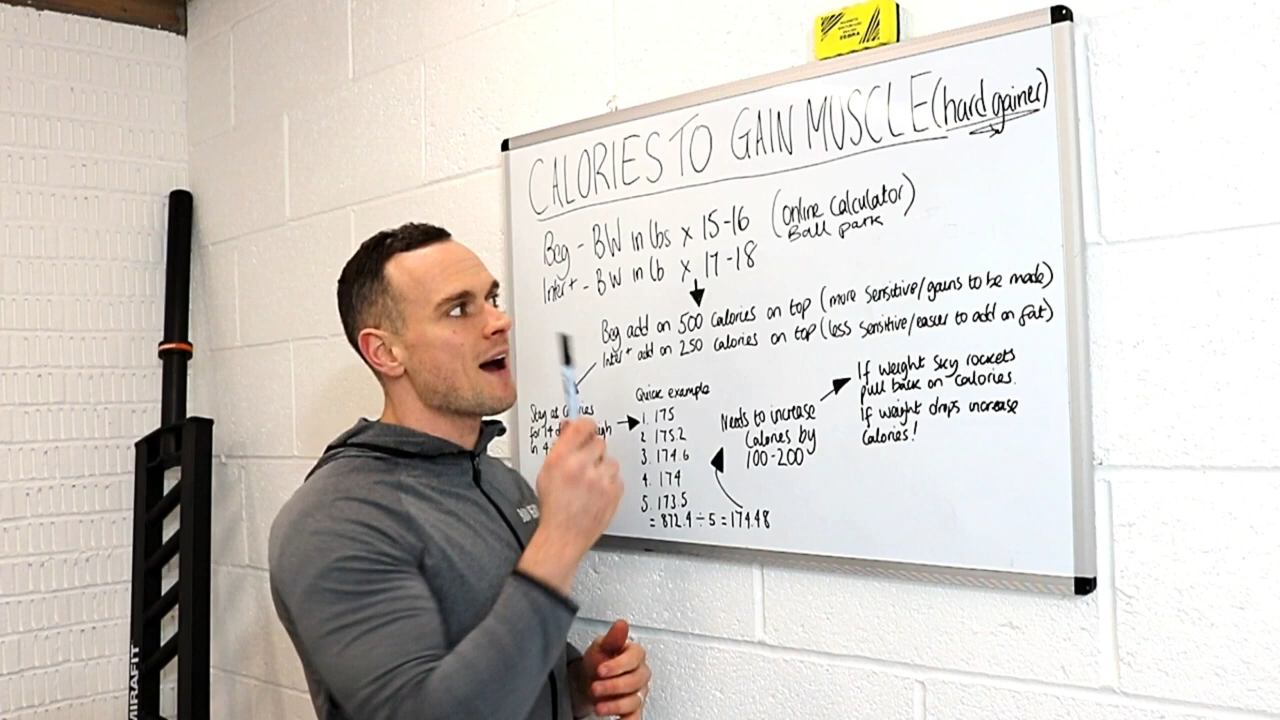 CALORIES TO GAIN MUSCLE (hard gainer)
Beg - BW in lbs x 15-16 (online calculator)
Ball park
Inter+ - BW in lb x 17-18
Beg add on 500 calories on top (more sensitive/gains to be made)
Inter+ add on 250 calories on top (less sensitive/easier to add on fat)
Stay at calories
for 14
in 4
Quick example
1. 175
2. 175.2
3. 174.6
4. 174
5. 173.5
= 872.4 ÷ 5 = 174.48
Needs to increase
Calories by
100-200
If weight sky rockets
pull back on calories.
If weight drops increase
Calories!
MIRAFIT
ZEBRA